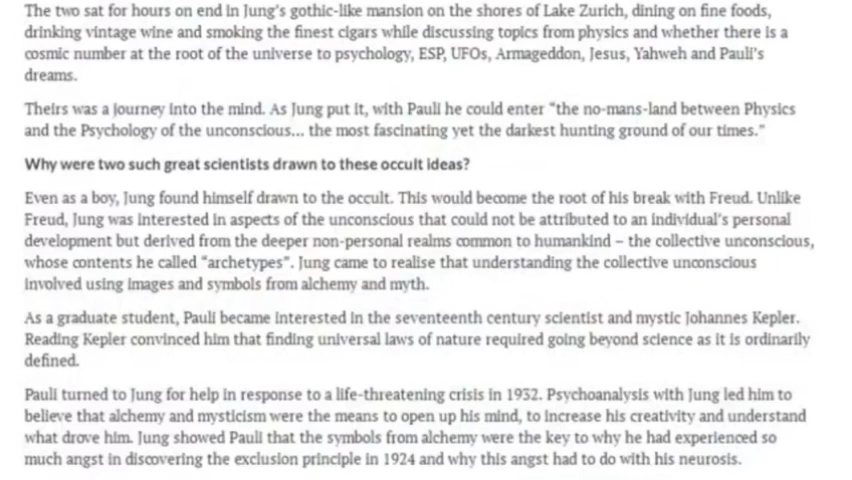 The two sat for hours on end in Jung's gothic-like mansion on the shores of Lake Zurich, dining on fine foods,
drinking vintage wine and smoking the finest cigars while discussing topics from physics and whether there is a
cosmic number at the root of the universe to psychology, ESP, UFOs, Armageddon, Jesus, Yahweh and Pauli's
dreams.
Theirs was a journey into the mind. As Jung put it, with Pauli he could enter "the no-mans-land between Physics
and the Psychology of the unconscious... the most fascinating yet the darkest hunting ground of our times."
Why were two such great scientists drawn to these occult ideas?
Even as a boy, Jung found himself drawn to the occult. This would become the root of his break with Freud. Unlike
Freud, Jung was interested in aspects of the unconscious that could not be attributed to an individual's personal
development but derived from the deeper non-personal realms common to humankind – the collective unconscious,
whose contents he called "archetypes". Jung came to realise that understanding the collective unconscious
involved using images and symbols from alchemy and myth.
As a graduate student, Pauli became interested in the seventeenth century scientist and mystic Johannes Kepler.
Reading Kepler convinced him that finding universal laws of nature required going beyond science as it is ordinarily
defined.
Pauli turned to Jung for help in response to a life-threatening crisis in 1932. Psychoanalysis with Jung led him to
believe that alchemy and mysticism were the means to open up his mind, to increase his creativity and understand
what drove him. Jung showed Pauli that the symbols from alchemy were the key to why he had experienced so
much angst in discovering the exclusion principle in 1924 and why this angst had to do with his neurosis.